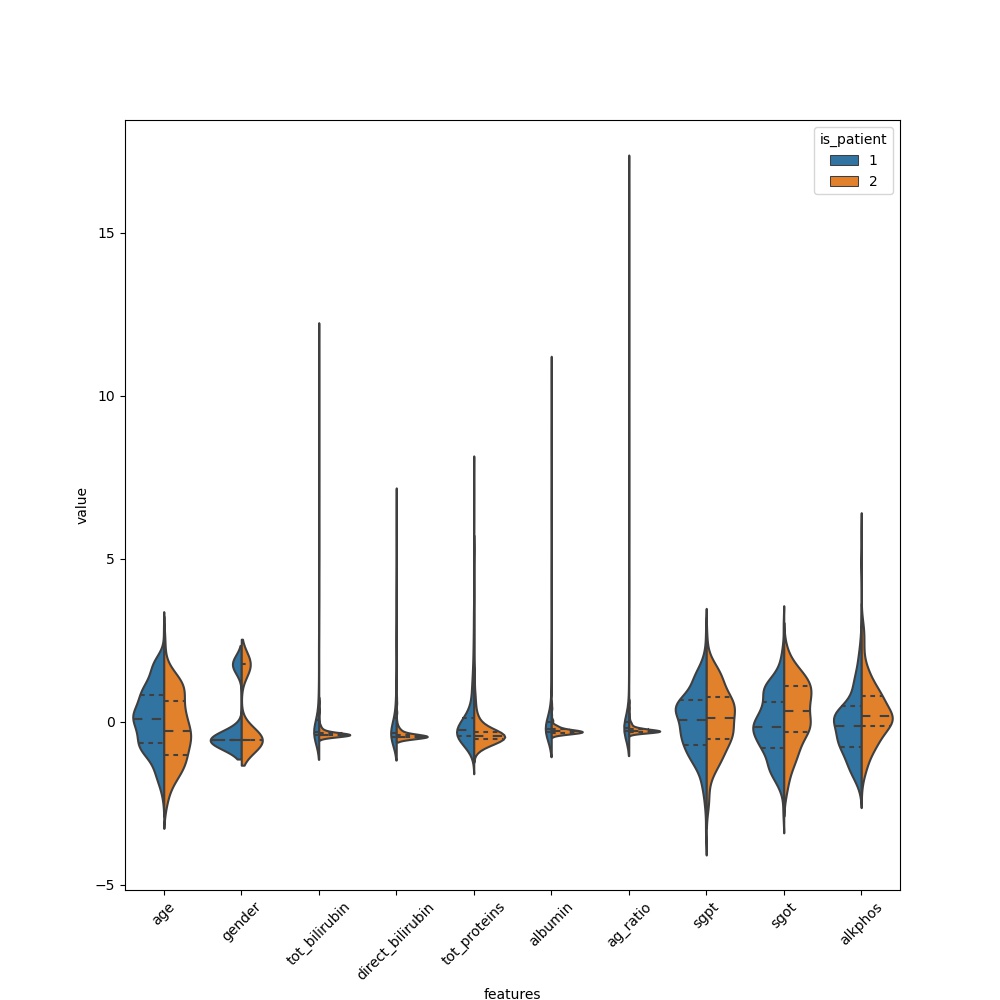 is_patient
1
2
15
10
5
0
−5
value
age
gender
tot_bilirubin
direct_bilirubin
tot_proteins
albumin
ag_ratio
sgpt
sgot
alkphos
features